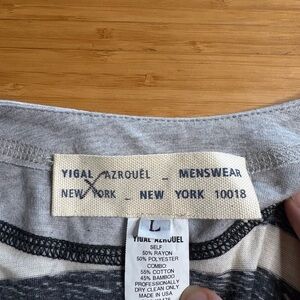 YIGAL AZROUËL _ MENSWEAR
NEW YORK _ NEW YORK 10018
L
YIGAL AZROUEL
SELF
50% RAYON
50% POLYESTER
COMBO
55% COTTON
45% BAMBOO
PROFESSIONALLY
DRY CLEAN ONLY
MADE IN USA